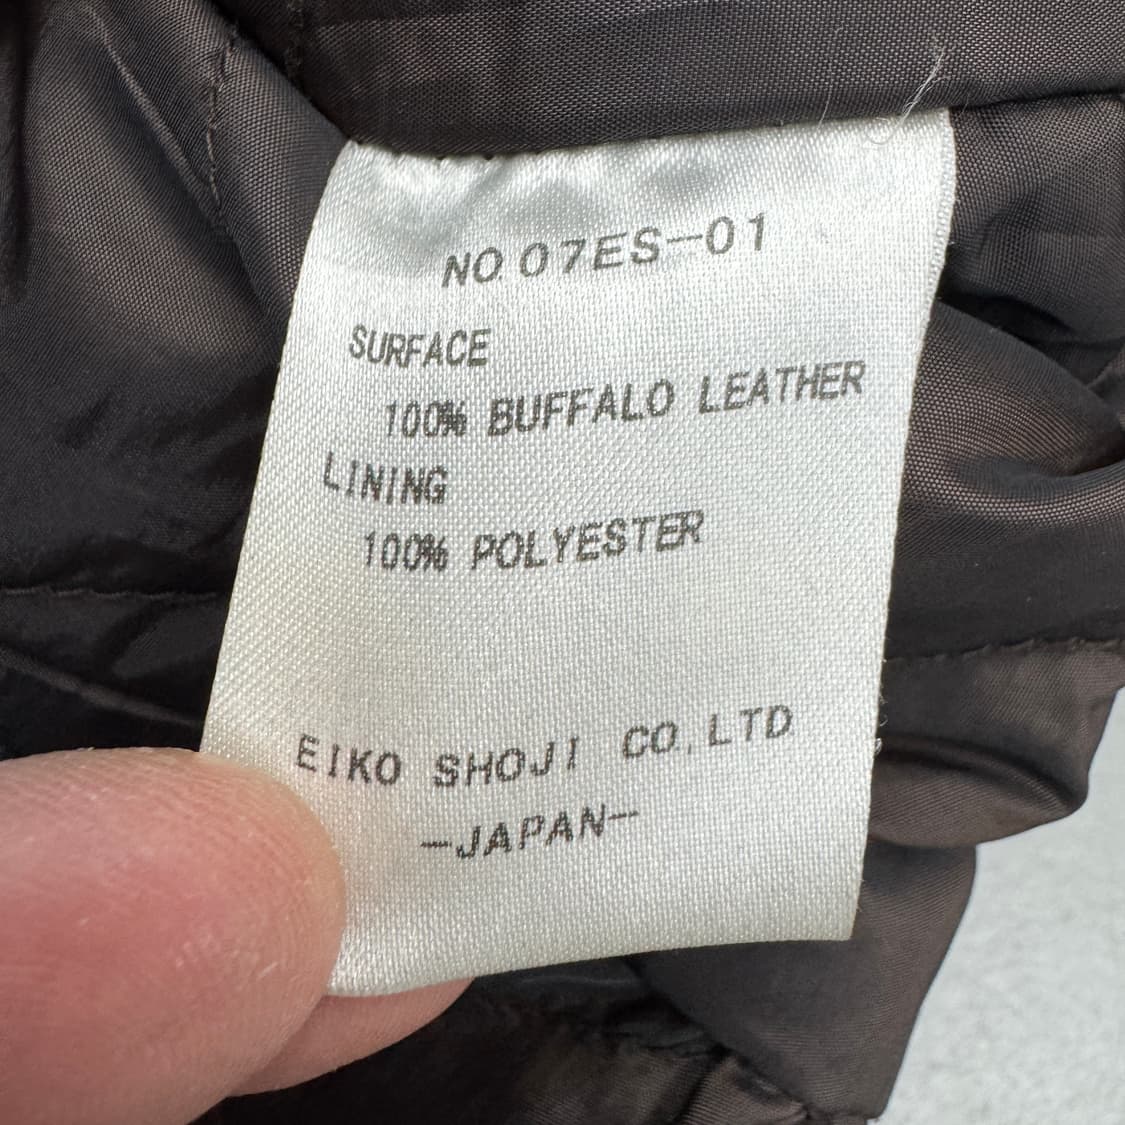 NO.07ES-01
SURFACE
100% BUFFALO LEATHER
LINING
100% POLYESTER
EIKO SHOJI CO.,LTD
-JAPAN-